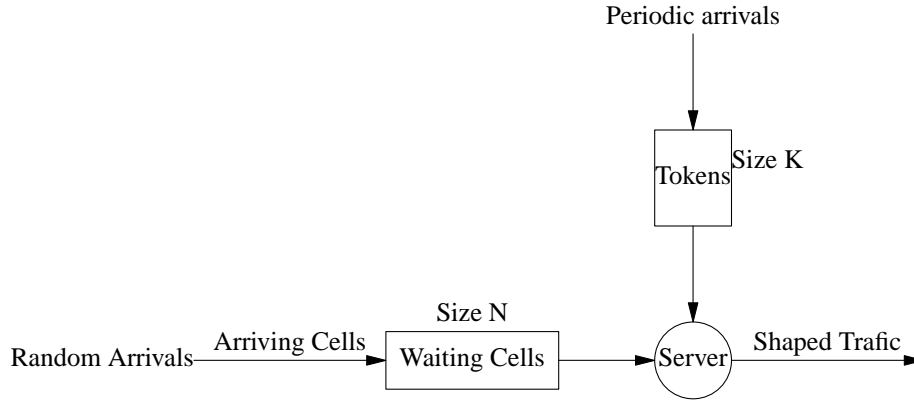 Periodic arrivals
Tokens
Size K
Size N
Random Arrivals
Arriving Cells
Waiting Cells
Server
Shaped Trafic